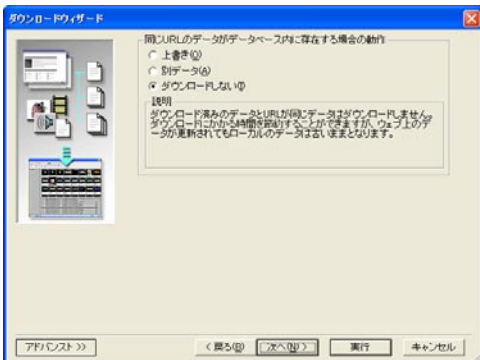 ダウンロードウィザード
同じURLのデータがデータベース内に存在する場合の動作
上書き(O)
別データ(A)
ダウンロードしない(I)
説明
ダウンロード済みのデータとURLが同じデータはダウンロードしません。
ダウンロードにかかる時間を節約することができますが、ウェブ上のデ
ータが更新されてもローカルのデータは古いままとなります。
アドバンスト >>
< 戻る(B)
次へ(N) >
実行
キャンセル